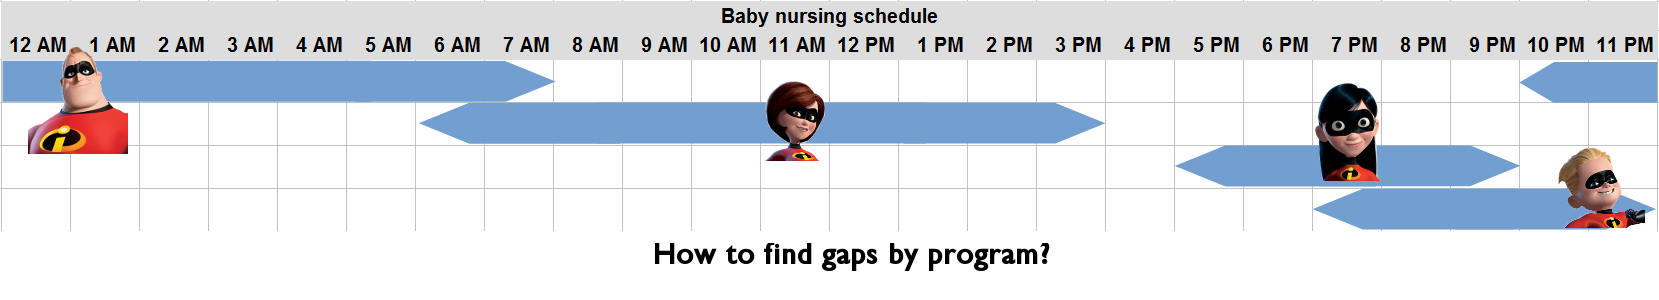 Baby nursing schedule
12 AM 1 AM 2 AM 3 AM 4 AM 5 AM 6 AM 7 AM 8 AM 9 AM 10 AM 11 AM 12 PM 1 PM 2 PM 3 PM 4 PM 5 PM 6 PM 7 PM 8 PM 9 PM 10 PM 11 PM
How to find gaps by program?